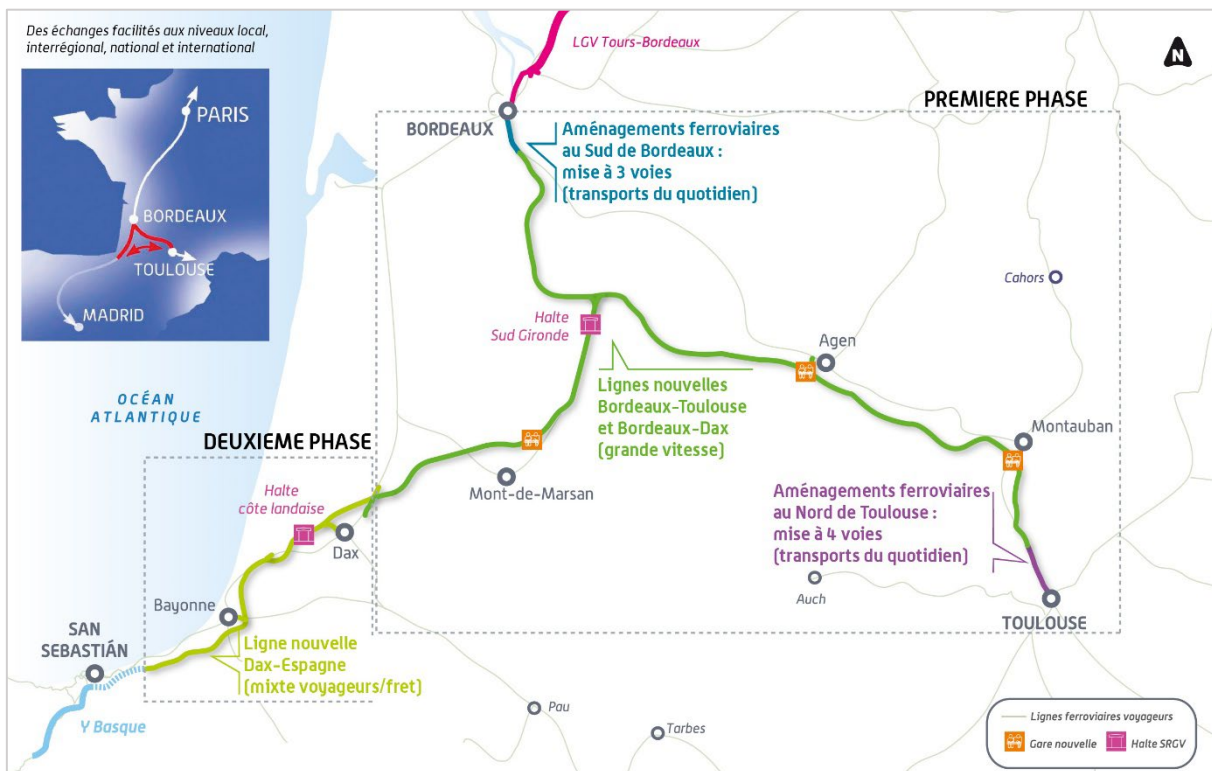 Des échanges facilités aux niveaux local,
interrégional, national et international
PARIS
BORDEAUX
TOULOUSE
MADRID
LGV Tours-Bordeaux
N
PREMIERE PHASE
BORDEAUX
Aménagements ferroviaires
au Sud de Bordeaux :
mise à 3 voies
(transports du quotidien)
Cahors
Halte
Sud Gironde
Agen
Lignes nouvelles
Bordeaux-Toulouse
et Bordeaux-Dax
(grande vitesse)
OCÉAN
ATLANTIQUE
DEUXIEME PHASE
Montauban
Mont-de-Marsan
Halte
côte landaise
Aménagements ferroviaires
au Nord de Toulouse :
mise à 4 voies
(transports du quotidien)
Dax
Auch
Bayonne
TOULOUSE
SAN
SEBASTIÁN
Ligne nouvelle
Dax-Espagne
(mixte voyageurs/fret)
Y Basque
Pau
Tarbes
Lignes ferroviaires voyageurs
Gare nouvelle
Halte SRGV